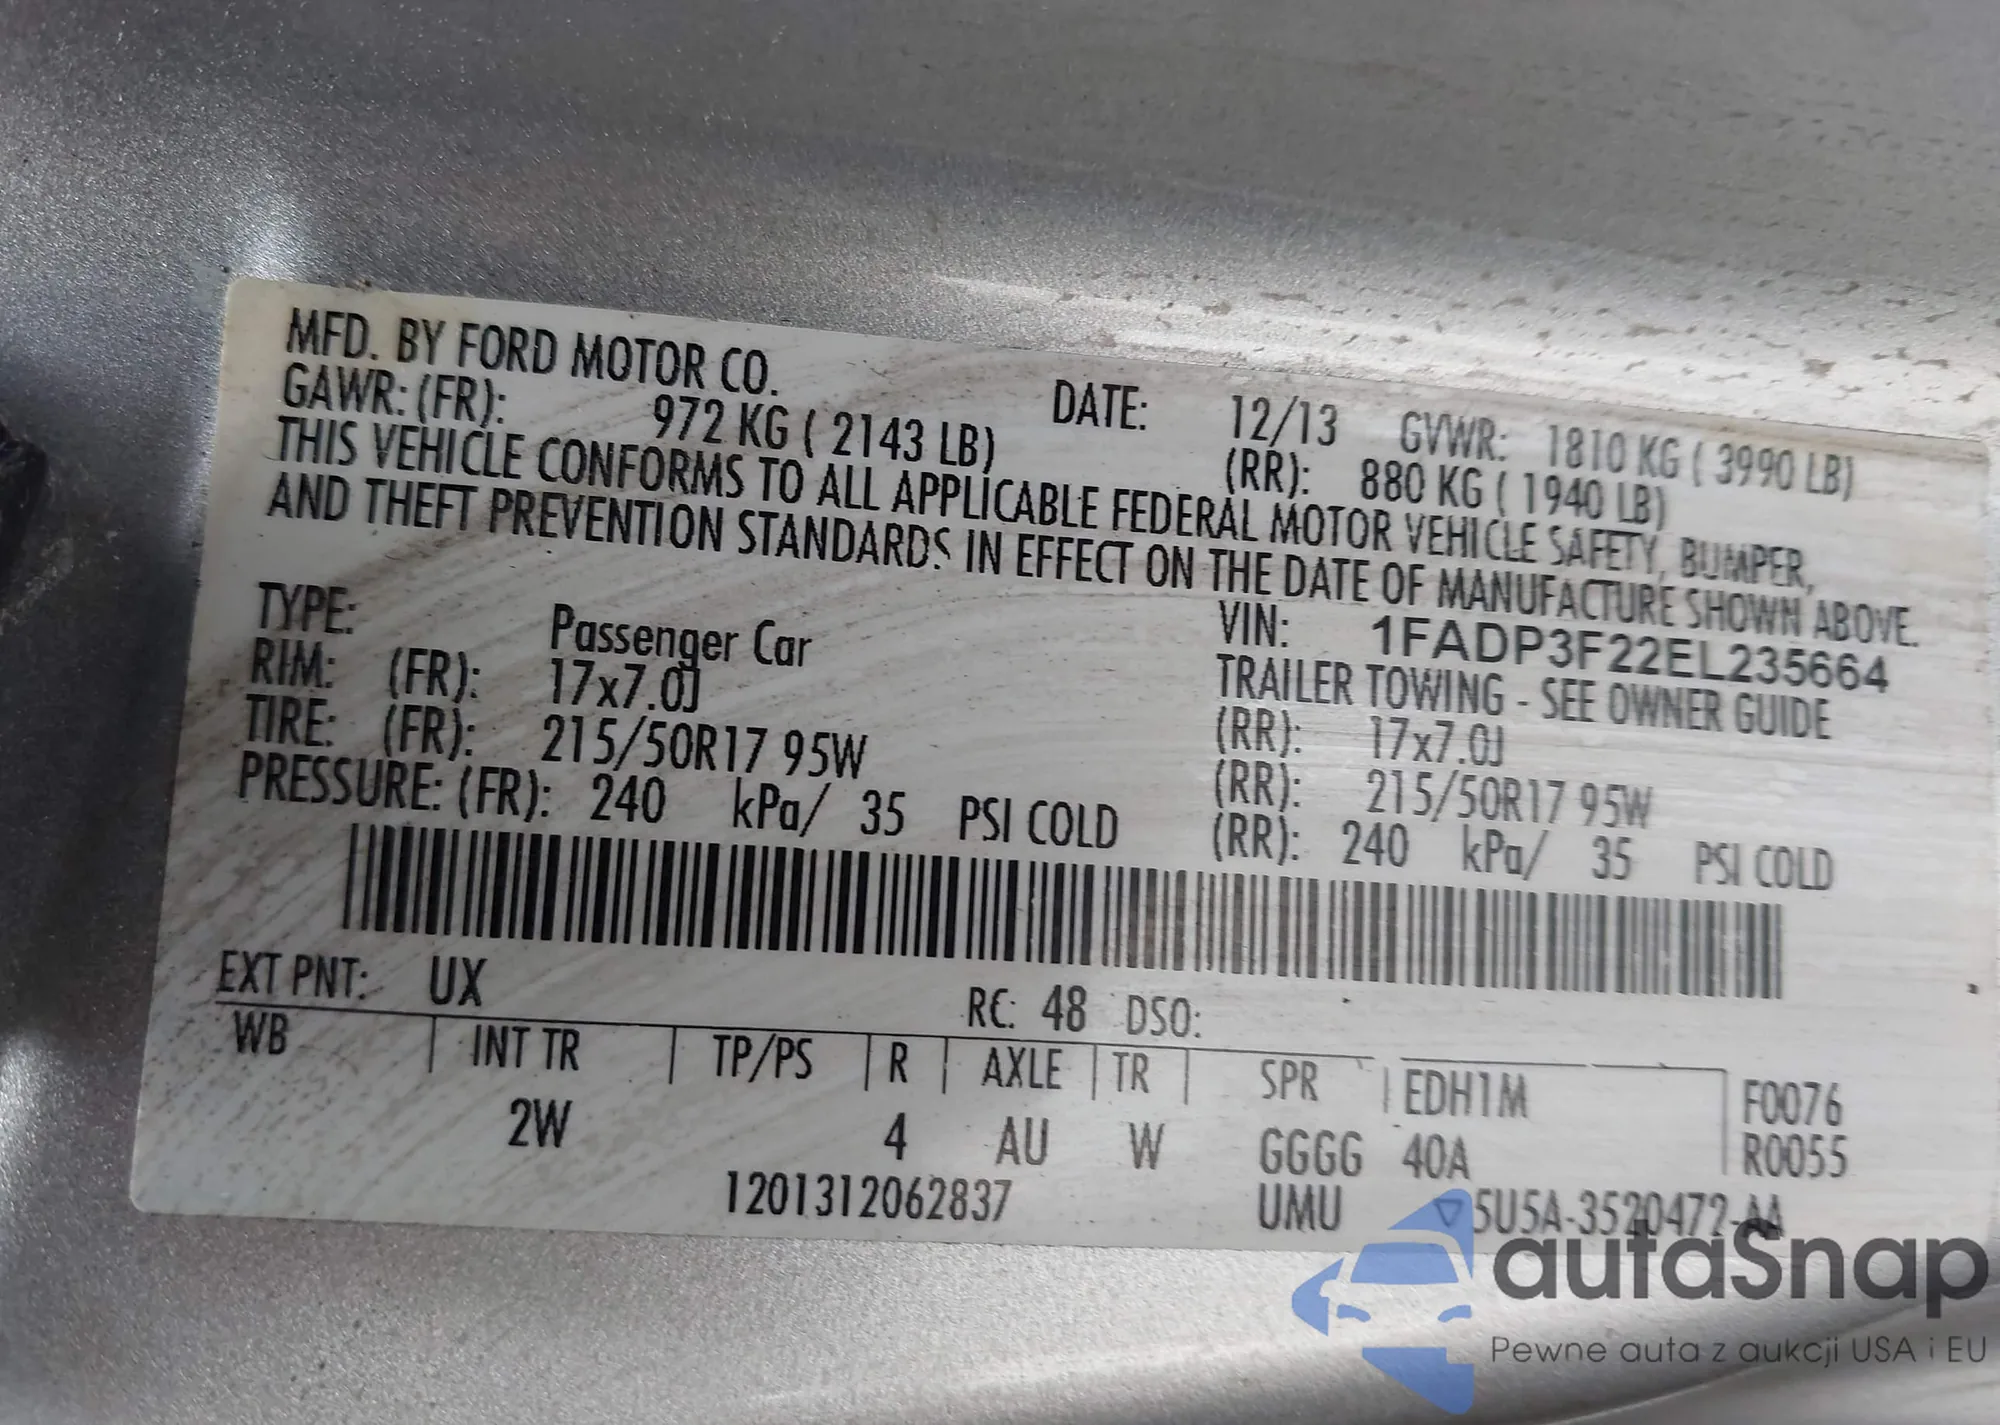 MFD. BY FORD MOTOR CO. DATE: 12/13 GVWR: 1810 KG ( 3990 LB)
GAWR: (FR): 972 KG ( 2143 LB) (RR): 880 KG ( 1940 LB)
THIS VEHICLE CONFORMS TO ALL APPLICABLE FEDERAL MOTOR VEHICLE SAFETY, BUMPER,
AND THEFT PREVENTION STANDARDS IN EFFECT ON THE DATE OF MANUFACTURE SHOWN ABOVE.
VIN: 1FADP3F22EL235664
TYPE: Passenger Car TRAILER TOWING - SEE OWNER GUIDE
RIM: (FR): 17x7.0J (RR): 17x7.0J
TIRE: (FR): 215/50R17 95W (RR): 215/50R17 95W
PRESSURE: (FR): 240 kPa/ 35 PSI COLD (RR): 240 kPa/ 35 PSI COLD
EXT PNT: UX RC: 48 DSO:
WB INT TR TP/PS R AXLE TR SPR EDH1M F0076
2W 4 AU W GGGG 40A R0055
1201312062837 UMU ▽5U5A-3520472-AA
autaSnap
Pewne auta z aukcji USA i EU